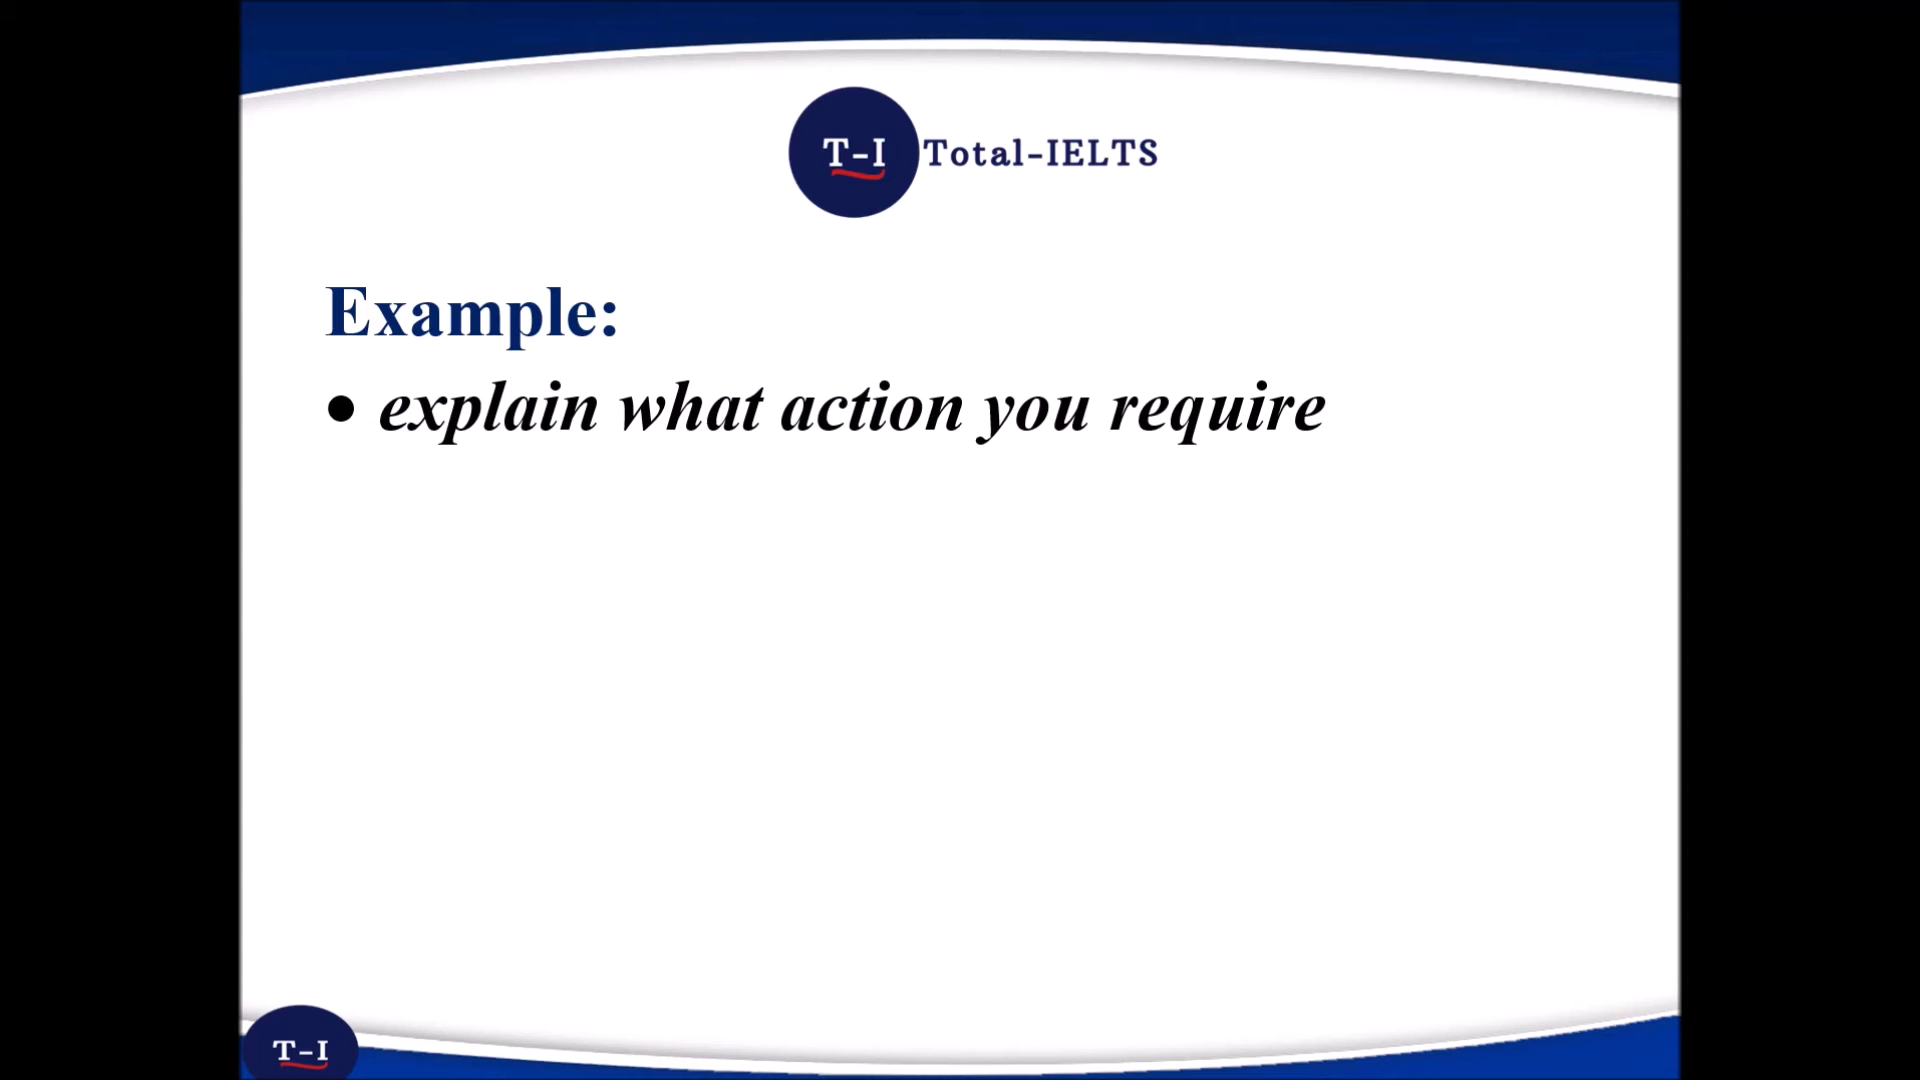 T-I Total-IELTS
Example:
• explain what action you require
T-I